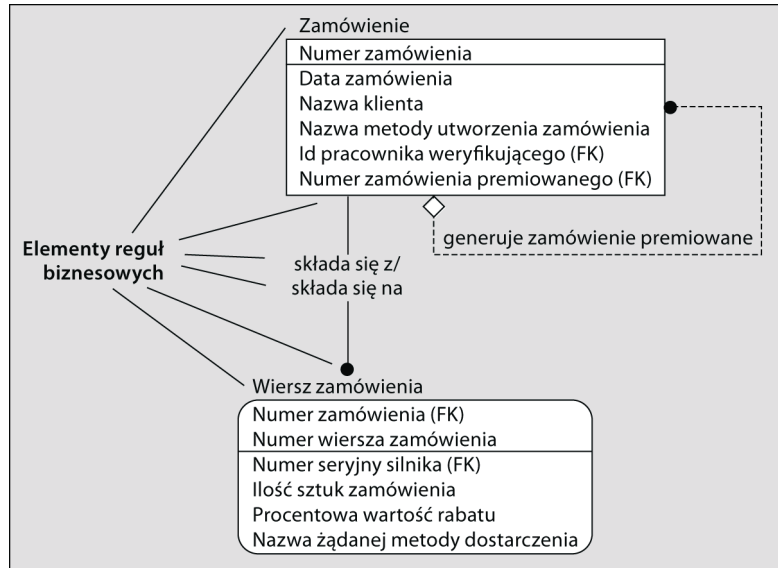 Zamówienie
Numer zamówienia
Data zamówienia
Nazwa klienta
Nazwa metody utworzenia zamówienia
Id pracownika weryfikującego (FK)
Numer zamówienia premiowanego (FK)
generuje zamówienie premiowane
Elementy reguł
biznesowych
składa się z/
składa się na
Wiersz zamówienia
Numer zamówienia (FK)
Numer wiersza zamówienia
Numer seryjny silnika (FK)
Ilość sztuk zamówienia
Procentowa wartość rabatu
Nazwa żądanej metody dostarczenia